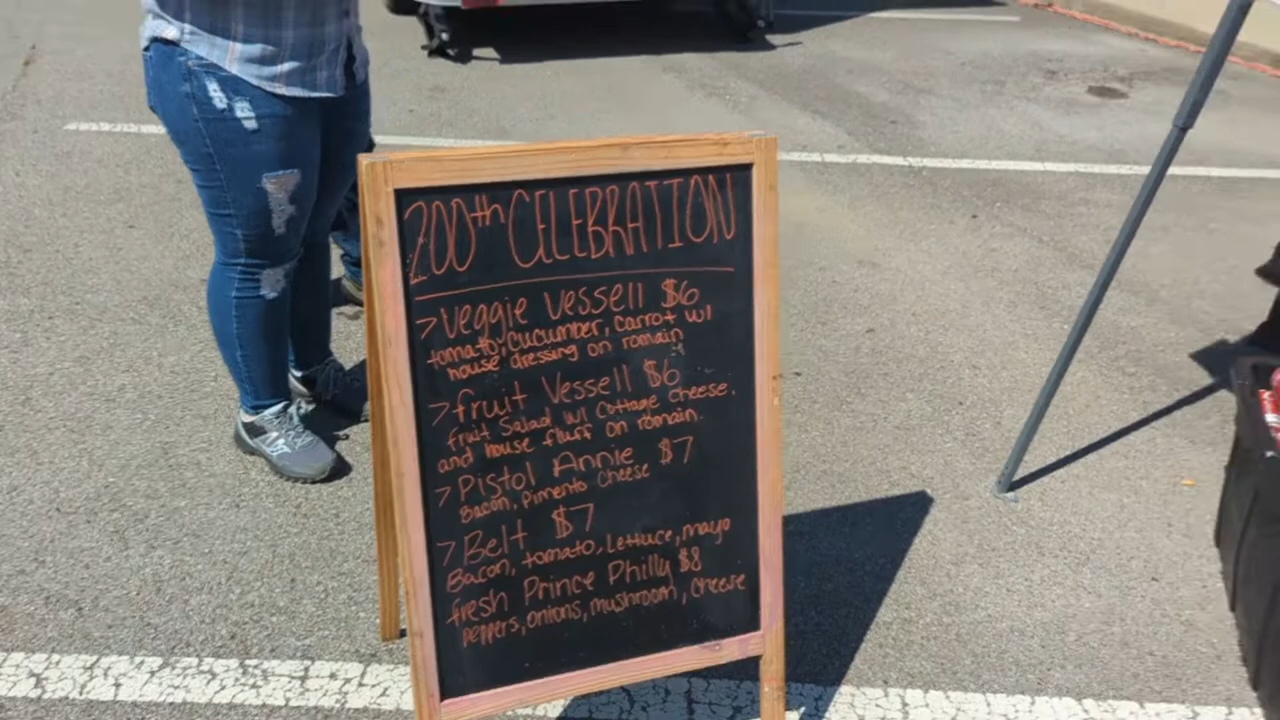 200th CELEBRATION
> Veggie Vessell $6
tomato, cucumber, carrot w/
house dressing on romain
> fruit Vessell $6
fruit Salad w/ Cottage cheese,
and house fluff on romain.
> Pistol Annie $7
Bacon, Pimento Cheese
> Belt $7
Bacon, tomato, Lettuce, mayo
fresh Prince Philly $8
peppers, onions, mushroom, cheese